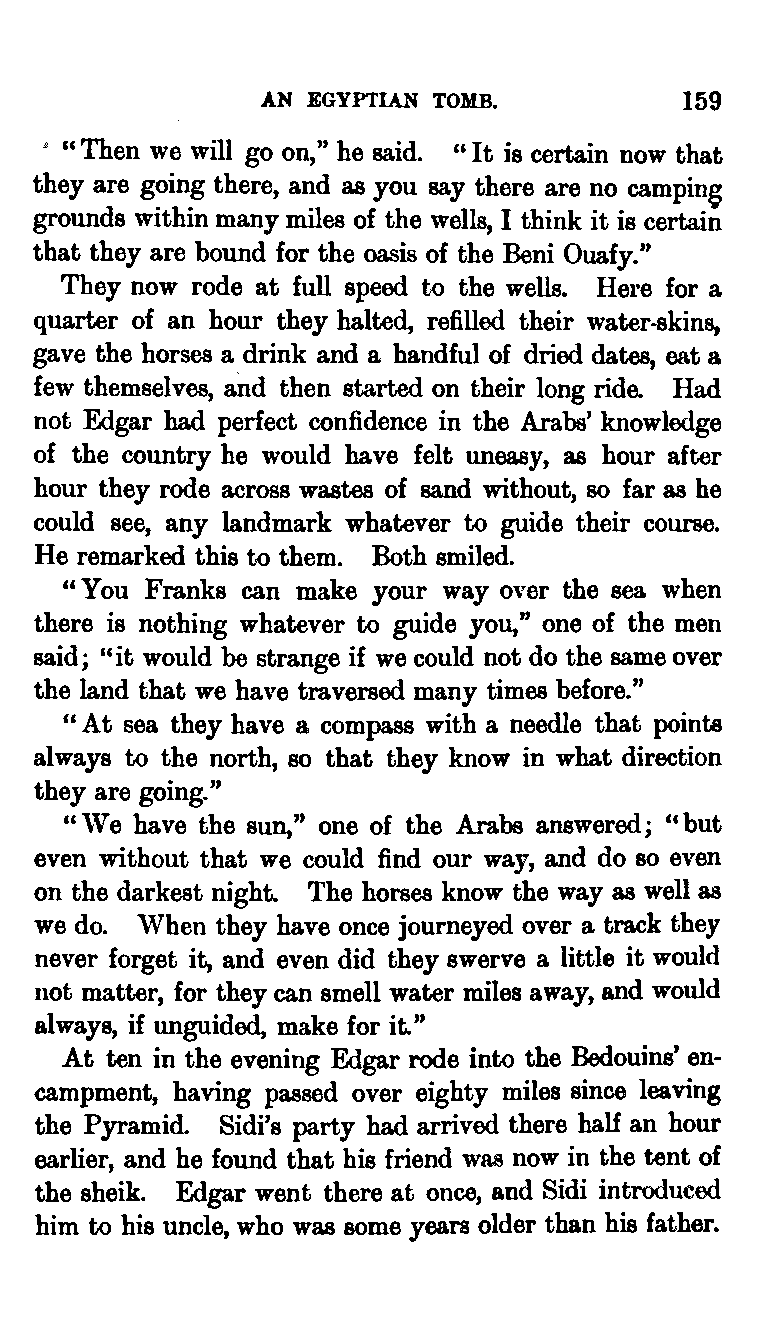 AN EGYPTIAN TOMB. 159
“Then we will go on,” he said. “It is certain now that
they are going there, and as you say there are no camping
grounds within many miles of the wells, I think it is certain
that they are bound for the oasis of the Beni Ouafy.”
They now rode at full speed to the wells. Here for a
quarter of an hour they halted, refilled their water-skins,
gave the horses a drink and a handful of dried dates, eat a
few themselves, and then started on their long ride. Had
not Edgar had perfect confidence in the Arabs’ knowledge
of the country he would have felt uneasy, as hour after
hour they rode across wastes of sand without, so far as he
could see, any landmark whatever to guide their course.
He remarked this to them. Both smiled.
“You Franks can make your way over the sea when
there is nothing whatever to guide you,” one of the men
said; “it would be strange if we could not do the same over
the land that we have traversed many times before.”
“At sea they have a compass with a needle that points
always to the north, so that they know in what direction
they are going.”
“We have the sun,” one of the Arabs answered; “but
even without that we could find our way, and do so even
on the darkest night. The horses know the way as well as
we do. When they have once journeyed over a track they
never forget it, and even did they swerve a little it would
not matter, for they can smell water miles away, and would
always, if unguided, make for it.”
At ten in the evening Edgar rode into the Bedouins’ en-
campment, having passed over eighty miles since leaving
the Pyramid. Sidi’s party had arrived there half an hour
earlier, and he found that his friend was now in the tent of
the sheik. Edgar went there at once, and Sidi introduced
him to his uncle, who was some years older than his father.